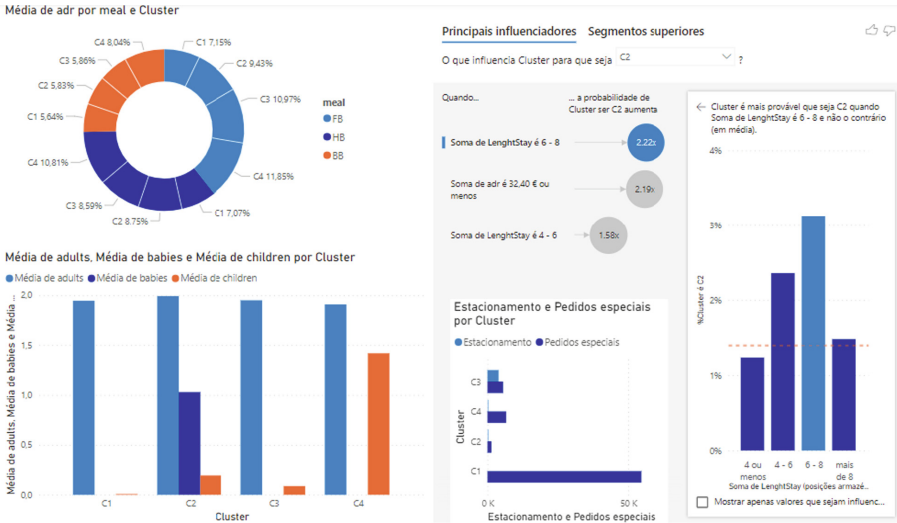 Média de adr por meal e Cluster
C4 8,04%
C1 7,15%
C3 5,86%
C2 9,43%
C2 5,83%
C3 10,97%
C1 5,64%
C4 10,81%
C4 11,85%
C3 8,59%
C2 8.75%
C1 7,07%
meal
FB
HB
BB
Média de adults, Média de babies e Média de children por Cluster
Média de adults Média de babies Média de children
Média de adults, Média de babies e Média ...
2.0
1,5
1,0
0,5
0,0
C1 C2 C3 C4
Cluster
Principais influenciadores Segmentos superiores
O que influencia Cluster para que seja C2 ?
Quando...
... a probabilidade de
Cluster ser C2 aumenta
Soma de LenghtStay é 6 - 8
2.22x
Soma de adr é 32,40 € ou
menos
2.19x
Soma de LenghtStay é 4 - 6
1.58x
Estacionamento e Pedidos especiais
por Cluster
Estacionamento Pedidos especiais
Cluster
C3
C4
C2
C1
0 K 50 K
Estacionamento e Pedidos especiais
Cluster é mais provável que seja C2 quando
Soma de LenghtStay é 6 - 8 e não o contrário
(em média).
%Cluster é C2
4%
3%
2%
1%
0%
4 ou
menos
4 - 6
6 - 8
mais
de 8
Soma de LenghtStay (posições armazé...
Mostrar apenas valores que sejam influenc...